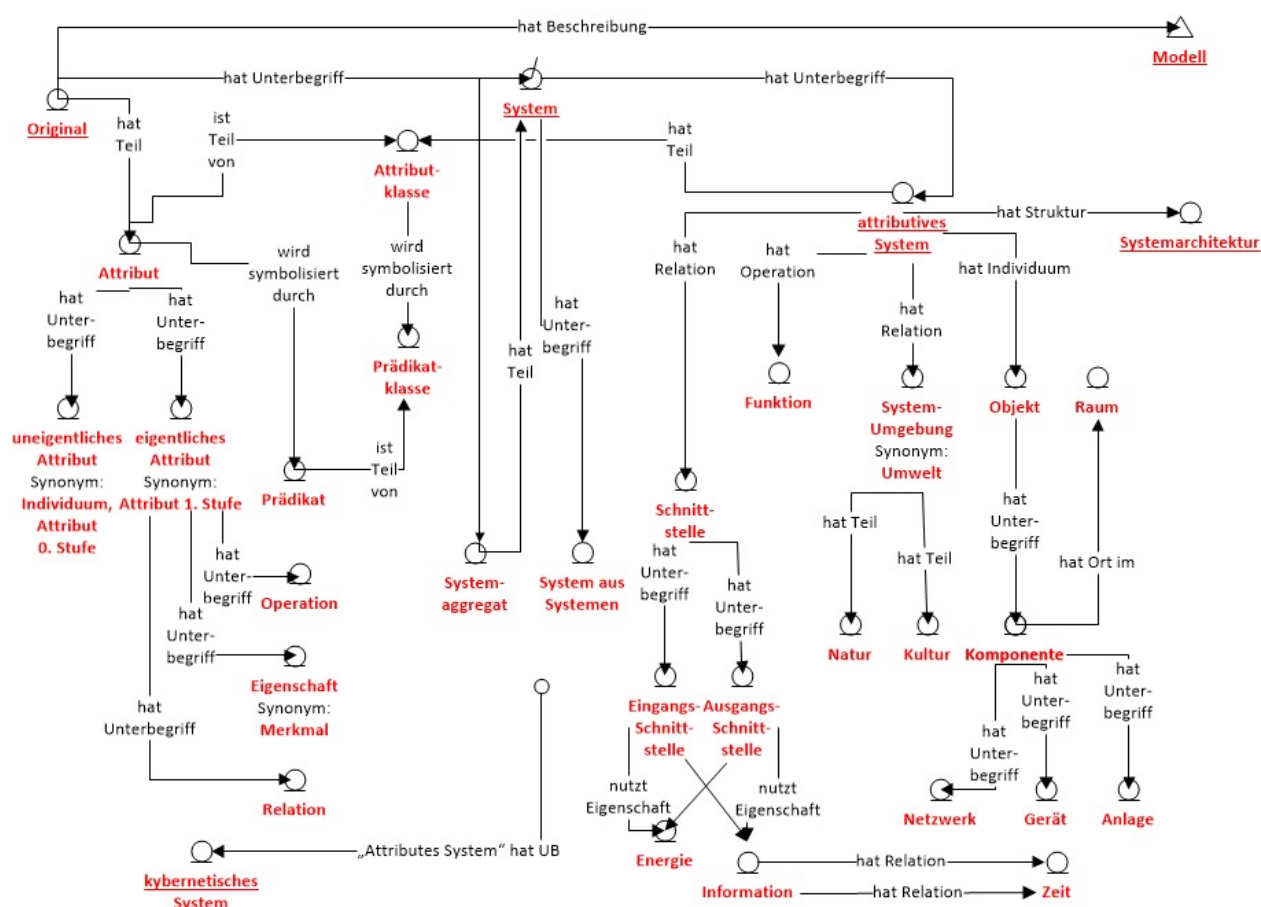 hat Beschreibung
Modell
hat Unterbegriff
hat Unterbegriff
System
Original
hat
Teil
ist
Teil
von
hat
Teil
Attribut-
klasse
attributives
System
hat Struktur
Systemarchitektur
Attribut
wird
symbolisiert
durch
wird
symbolisiert
durch
hat
Relation
hat
Operation
hat Individuum
hat
Relation
hat
Unter-
begriff
hat
Unter-
begriff
hat
Unter-
begriff
hat
Teil
Prädikat-
klasse
Funktion
System-
Umgebung
Synonym:
Umwelt
Objekt
Raum
uneigentliches
Attribut
Synonym:
Individuum,
Attribut
0. Stufe
eigentliches
Attribut
Synonym:
Attribut 1. Stufe
Prädikat
ist
Teil
von
Schnitt-
stelle
hat Teil
hat Teil
hat
Unter-
begriff
hat Ort im
hat
Unter-
begriff
Operation
System-
aggregat
System aus
Systemen
hat
Unter-
begriff
hat
Unter-
begriff
hat
Unter-
begriff
Eigenschaft
Synonym:
Merkmal
Natur
Kultur
Komponente
hat
Unterbegriff
Relation
Eingangs-
Schnitt-
stelle
Ausgangs-
Schnitt-
stelle
hat
Unter-
begriff
hat
Unter-
begriff
hat
Unter-
begriff
nutzt
Eigenschaft
nutzt
Eigenschaft
Netzwerk
Gerät
Anlage
„Attributes System“ hat UB
kybernetisches
System
Energie
Information
hat Relation
hat Relation
Zeit